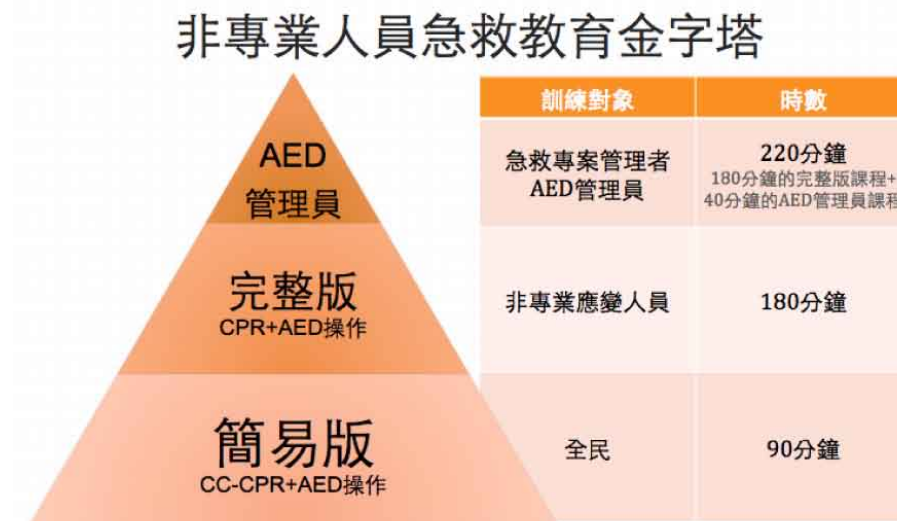 非專業人員急救教育金字塔
訓練對象
時數
AED
管理員
急救專案管理者
AED管理員
220分鐘
180分鐘的完整版課程+
40分鐘的AED管理員課程
完整版
CPR+AED操作
非專業應變人員
180分鐘
簡易版
CC-CPR+AED操作
全民
90分鐘